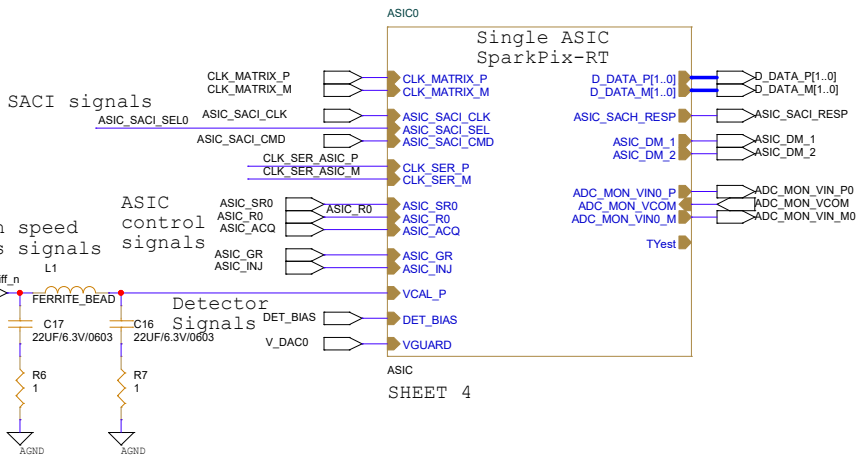 ASIC0
Single ASIC
SparkPix-RT
CLK_MATRIX_P
CLK_MATRIX_M
CLK_MATRIX_P
CLK_MATRIX_M
D_DATA_P[1..0]
D_DATA_M[1..0]
D_DATA_P[1..0]
D_DATA_M[1..0]
SACI signals
ASIC_SACI_CLK
ASIC_SACI_SEL0
ASIC_SACI_CMD
ASIC_SACI_CLK
ASIC_SACI_SEL
ASIC_SACI_CMD
ASIC_SACH_RESP
ASIC_SACI_RESP
ASIC_DM_1
ASIC_DM_2
ASIC_DM_1
ASIC_DM_2
CLK_SER_ASIC_P
CLK_SER_ASIC_M
CLK_SER_P
CLK_SER_M
ADC_MON_VIN0_P
ADC_MON_VCOM
ADC_MON_VIN0_M
ADC_MON_VIN_P0
ADC_MON_VCOM
ADC_MON_VIN_M0
ASIC
control
signals
ASIC_SR0
ASIC_R0
ASIC_R0
ASIC_ACQ
ASIC_SR0
ASIC_R0
ASIC_ACQ
TYest
n speed
s signals
ASIC_GR
ASIC_INJ
ASIC_GR
ASIC_INJ
L1
iff_n
FERRITE_BEAD
VCAL_P
Detector
Signals
C17
22UF/6.3V/0603
C16
22UF/6.3V/0603
DET_BIAS
DET_BIAS
V_DAC0
VGUARD
R6
1
R7
1
ASIC
SHEET 4
AGND
AGND